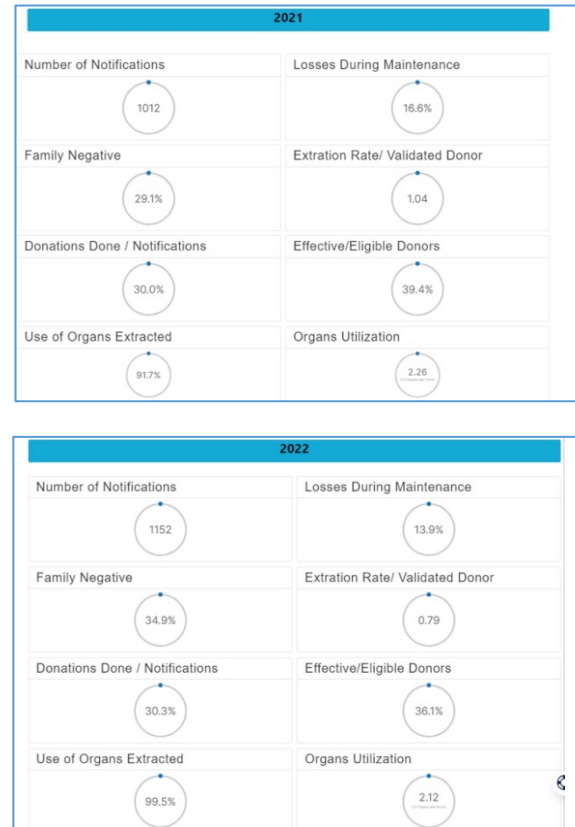 2021
Number of Notifications
Losses During Maintenance
1012
16.6%
Family Negative
Extration Rate/ Validated Donor
29.1%
1.04
Donations Done / Notifications
Effective/Eligible Donors
30.0%
39.4%
Use of Organs Extracted
Organs Utilization
91.7%
2.26
2022
Number of Notifications
Losses During Maintenance
1152
13.9%
Family Negative
Extration Rate/ Validated Donor
34.9%
0.79
Donations Done / Notifications
Effective/Eligible Donors
30.3%
36.1%
Use of Organs Extracted
Organs Utilization
99.5%
2.12